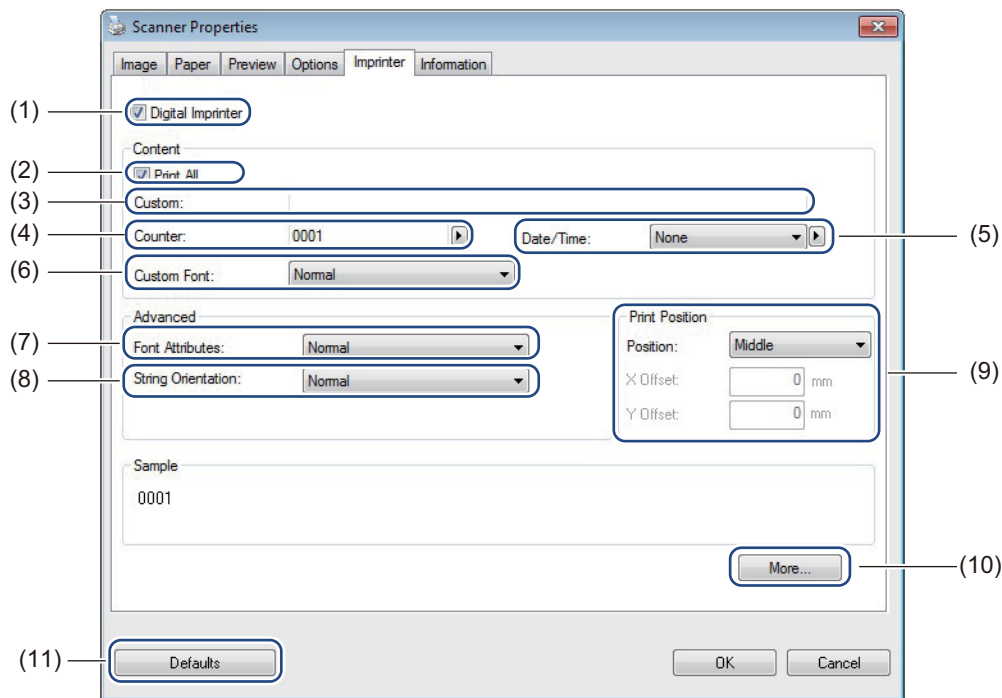 Scanner Properties
Image Paper Preview Options Imprinter Information
(1) Digital Imprinter
Content
(2) Print All
(3) Custom:
(4) Counter: 0001 Date/Time: None (5)
(6) Custom Font: Normal
Advanced Print Position
(7) Font Attributes: Normal Position: Middle
(8) String Orientation: Normal X Offset: 0 mm (9)
Y Offset: 0 mm
Sample
0001
More... (10)
(11) Defaults OK Cancel